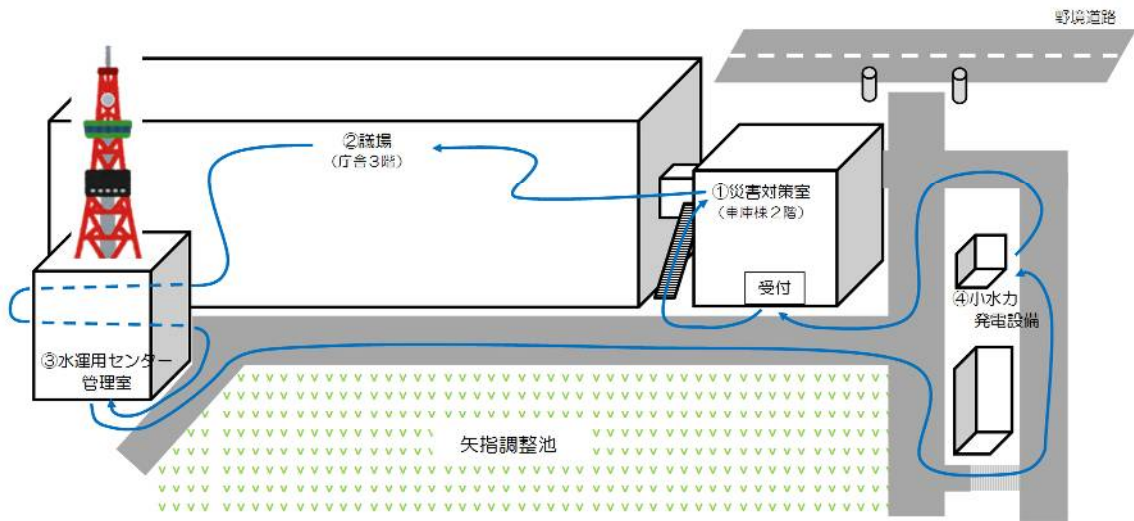 野境道路
②議場
(庁舎3階)
①災害対策室
(車庫棟2階)
受付
④小水力
発電設備
③水運用センター
管理室
矢指調整池